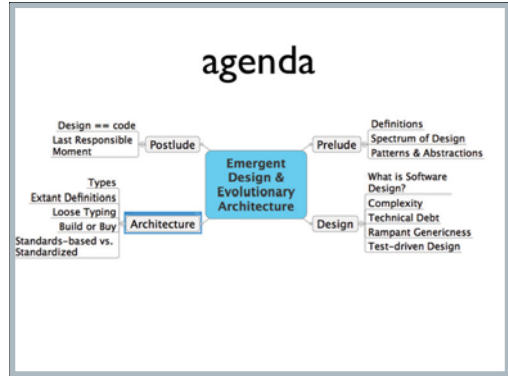 agenda
Design == code
Last Responsible
Moment
Postlude
Types
Extant Definitions
Loose Typing
Build or Buy
Standards-based vs.
Standardized
Architecture
Emergent
Design &
Evolutionary
Architecture
Prelude
Definitions
Spectrum of Design
Patterns & Abstractions
Design
What is Software
Design?
Complexity
Technical Debt
Rampant Genericness
Test-driven Design